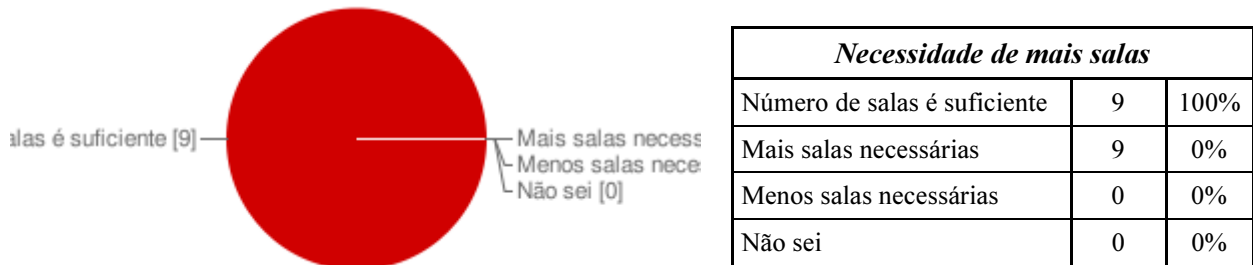 alas é suficiente [9]
Mais salas necess
Menos salas nece
Não sei [0]
Necessidade de mais salas
Número de salas é suficiente 9 100%
Mais salas necessárias 9 0%
Menos salas necessárias 0 0%
Não sei 0 0%